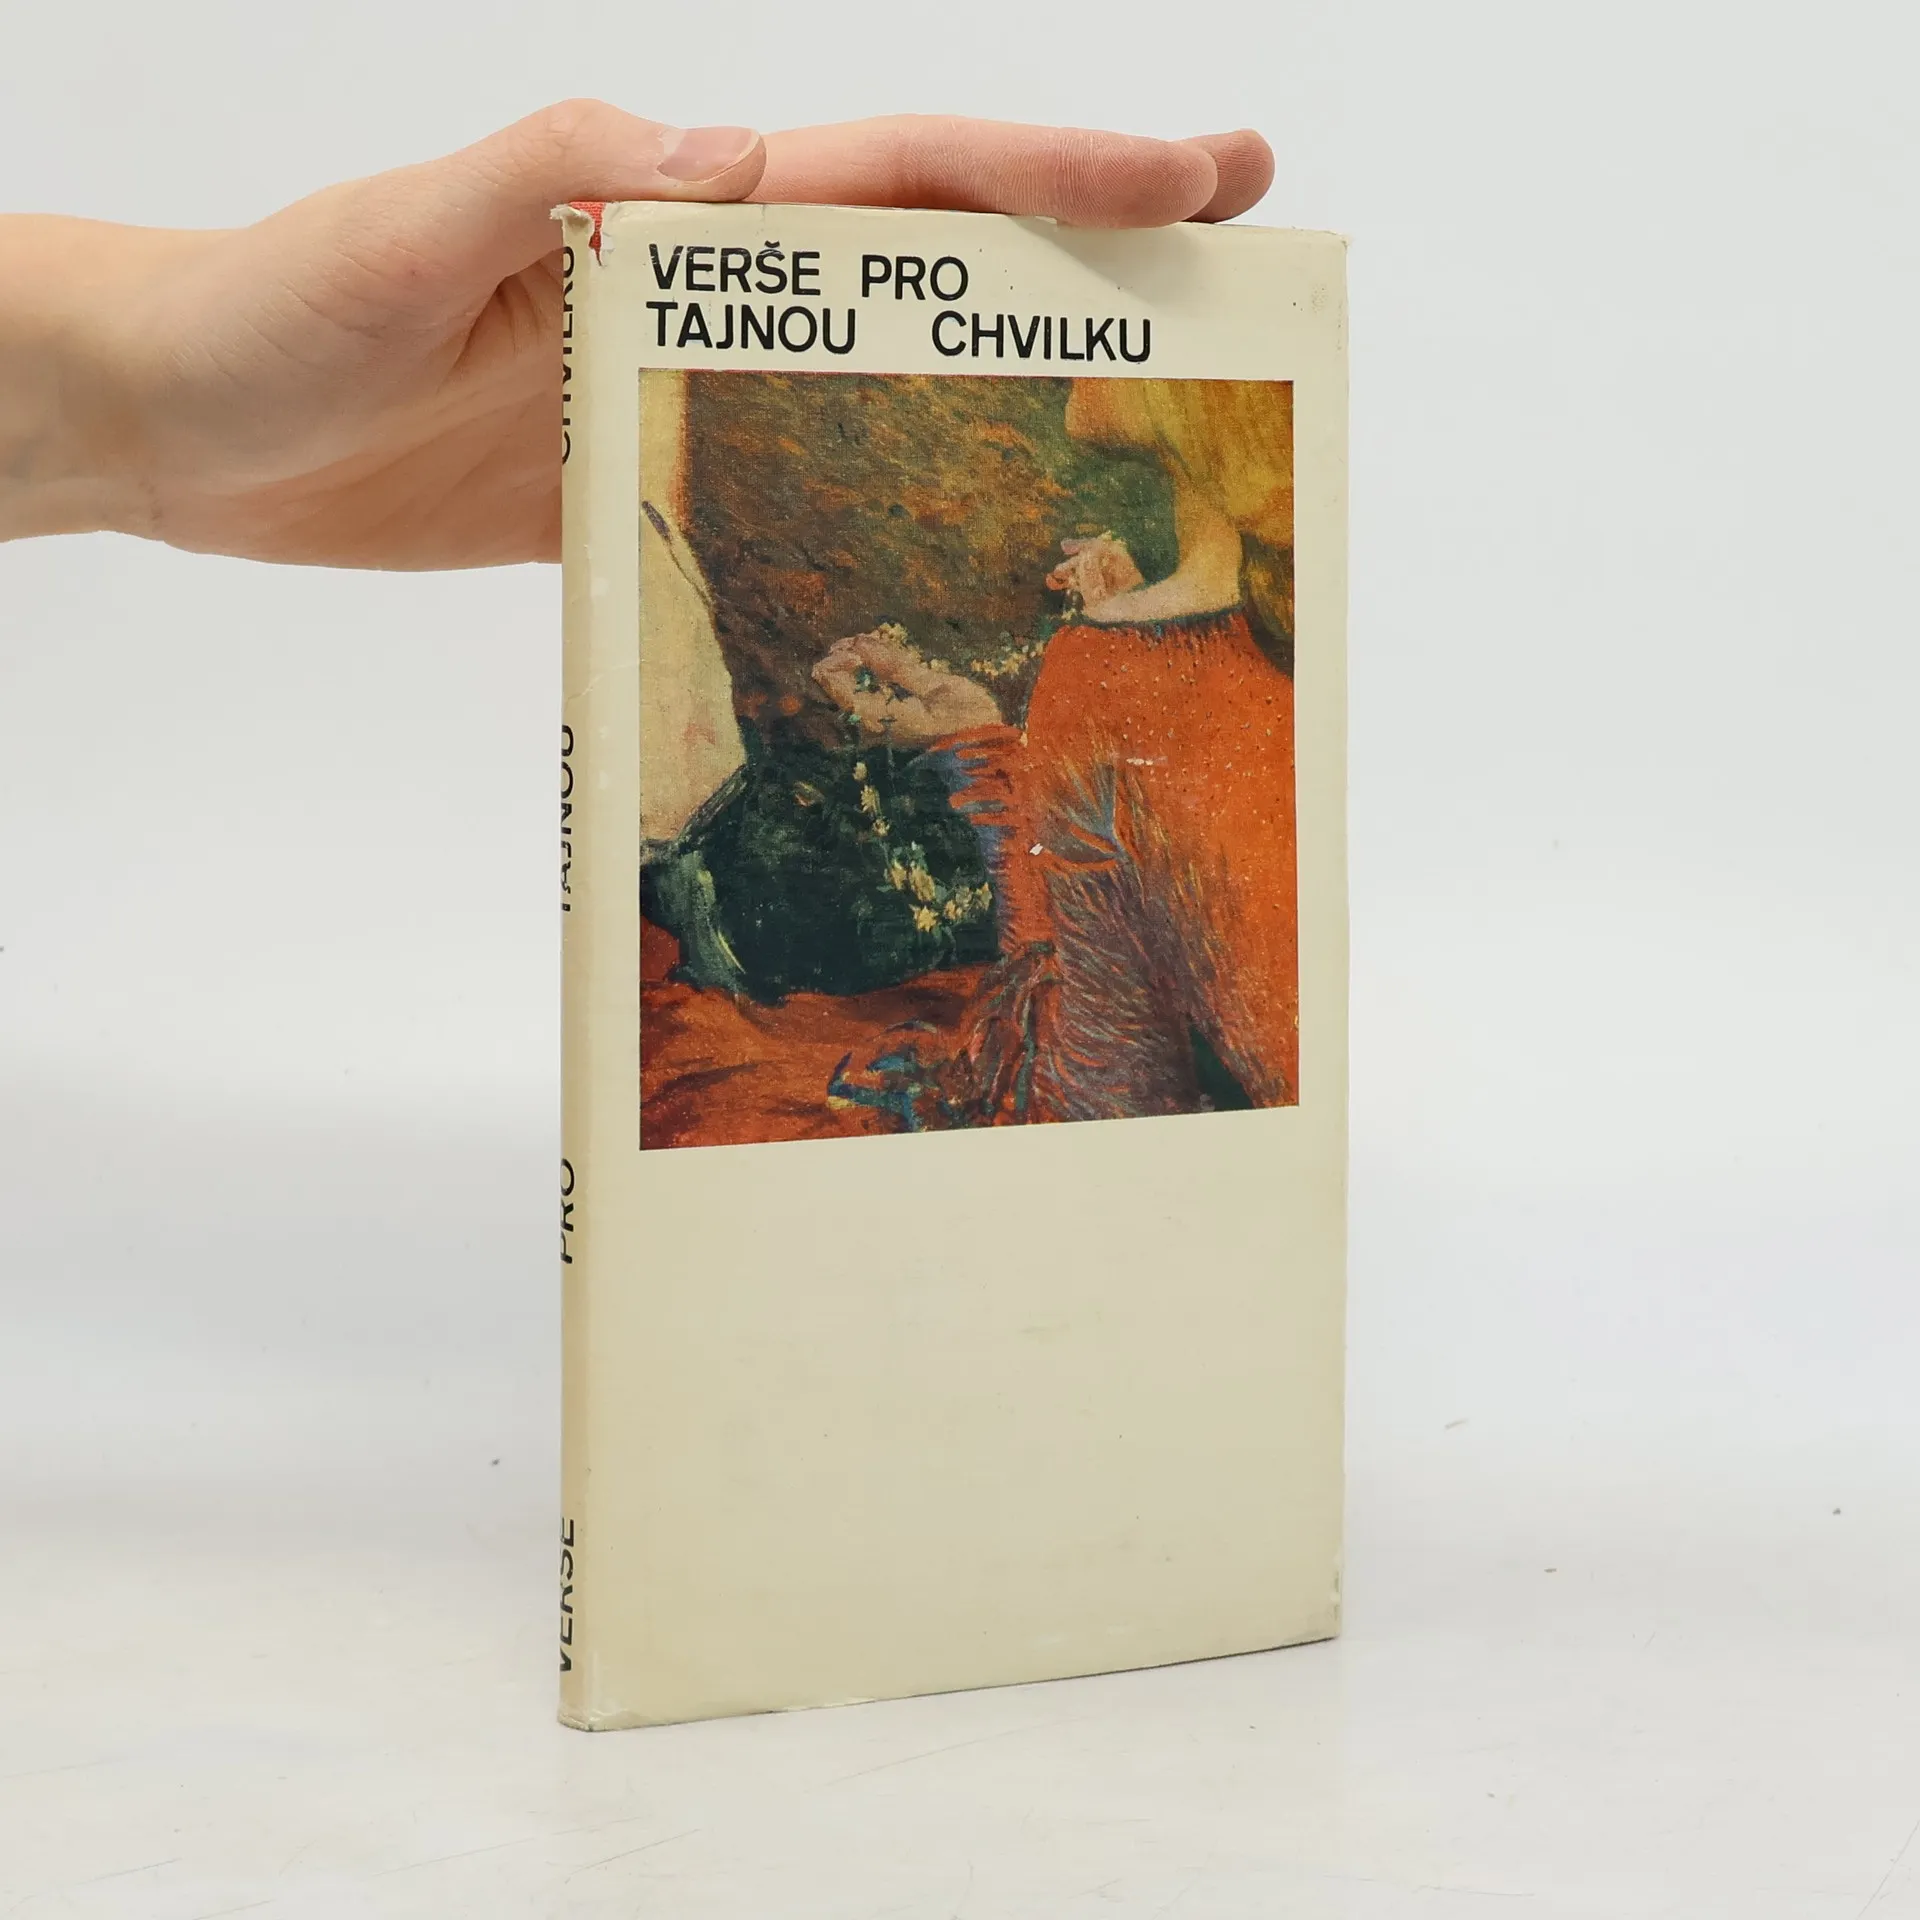 VERŠE PRO
TAJNOU CHVILKU
VERŠE PRO TAJNOU CHVILKU